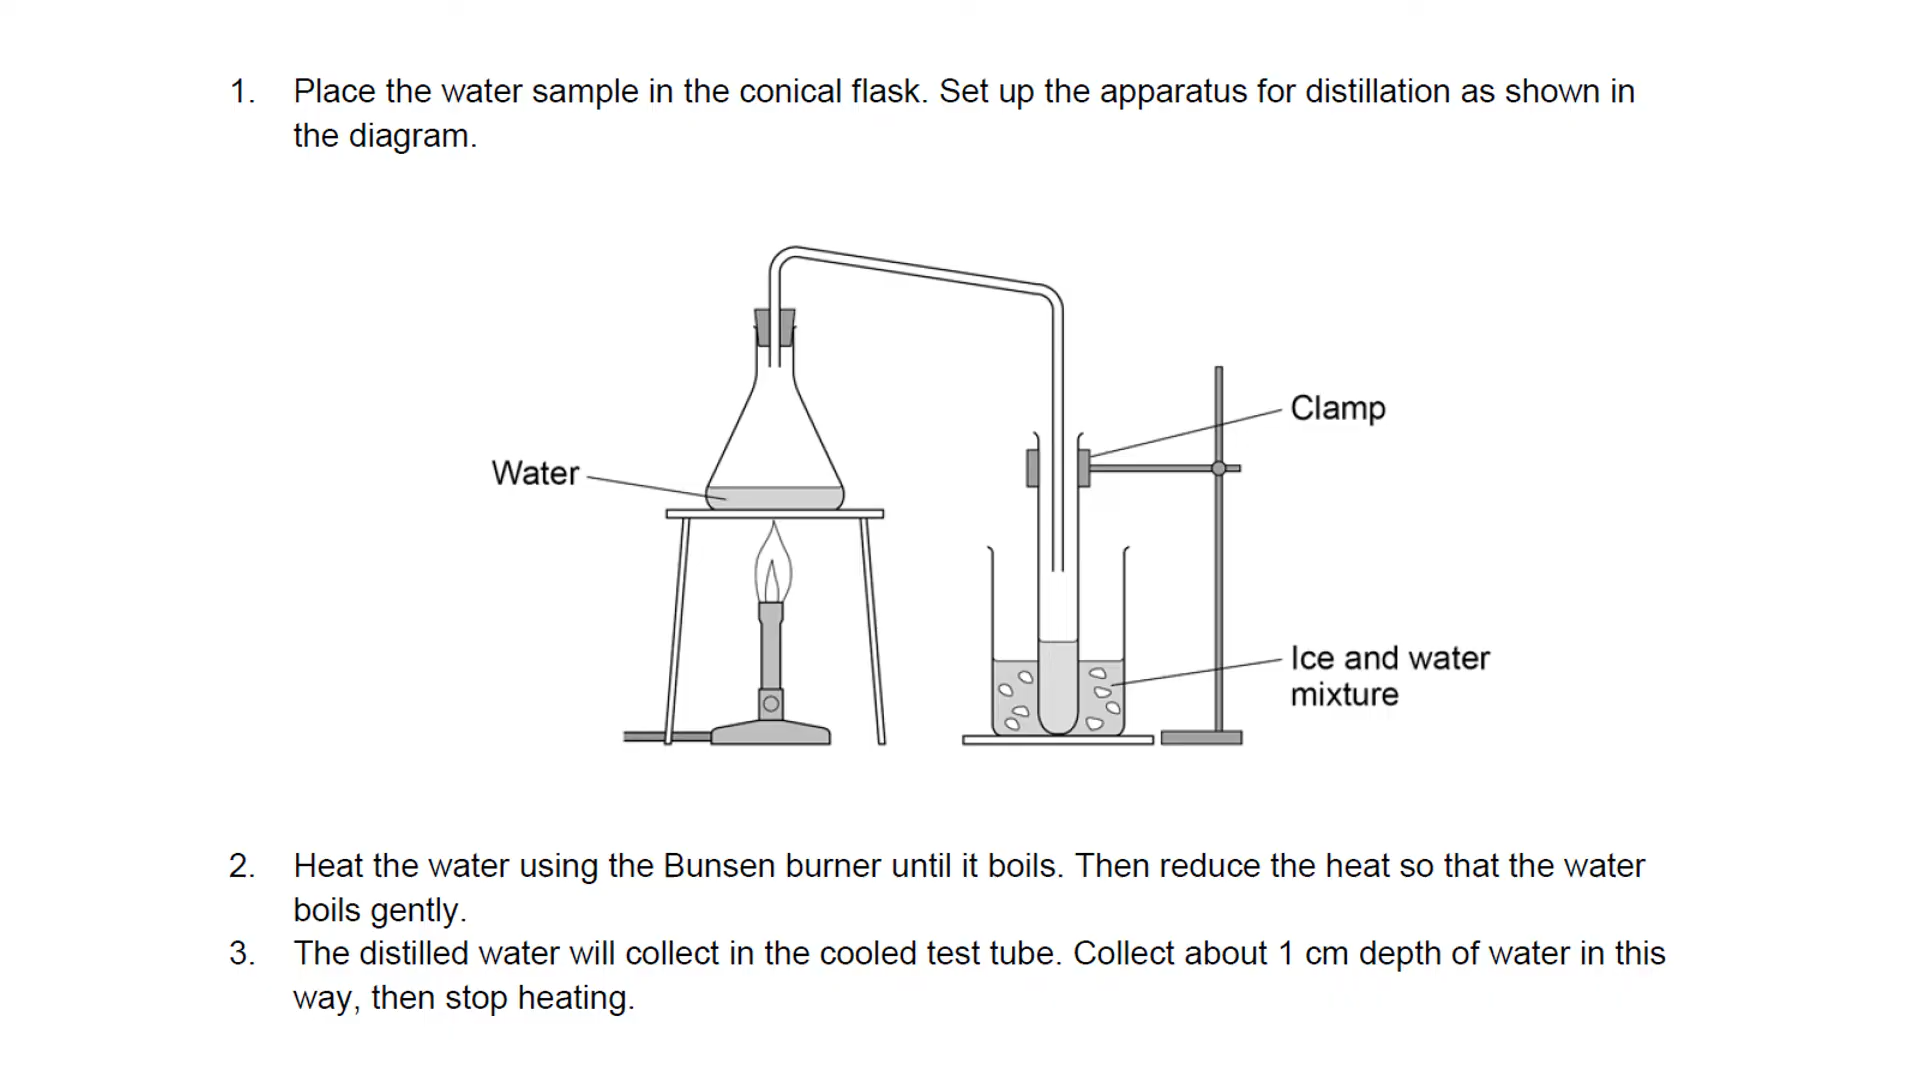 1. Place the water sample in the conical flask. Set up the apparatus for distillation as shown in
the diagram.
Clamp
Water
Ice and water
mixture
2. Heat the water using the Bunsen burner until it boils. Then reduce the heat so that the water
boils gently.
3. The distilled water will collect in the cooled test tube. Collect about 1 cm depth of water in this
way, then stop heating.